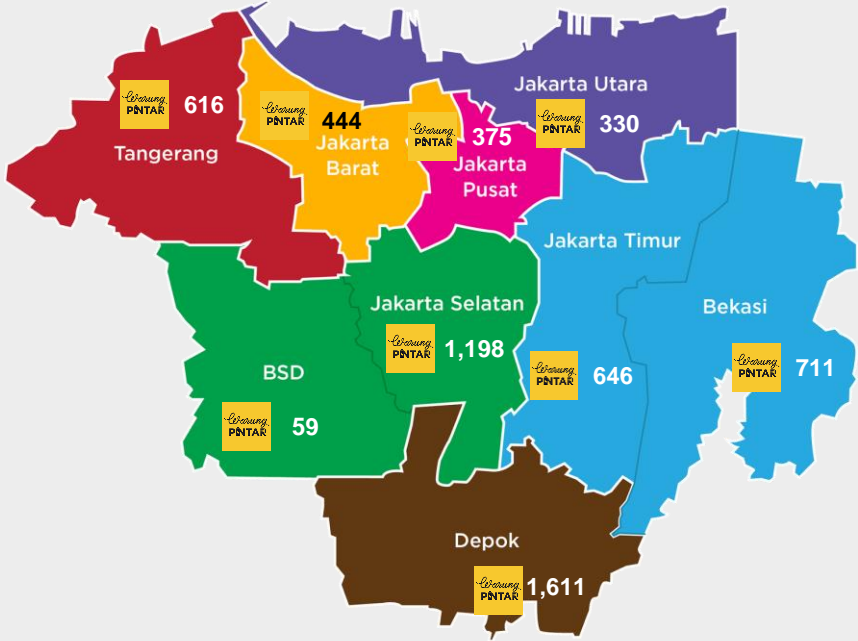 Jakarta Utara
Warung
PINTAR
330
Warung
PINTAR
616
Tangerang
Warung
PINTAR
444
Jakarta
Barat
Warung
PINTAR
375
Jakarta
Pusat
Jakarta Timur
Warung
PINTAR
646
Bekasi
Warung
PINTAR
711
Jakarta Selatan
Warung
PINTAR
1,198
BSD
Warung
PINTAR
59
Depok
Warung
PINTAR
1,611